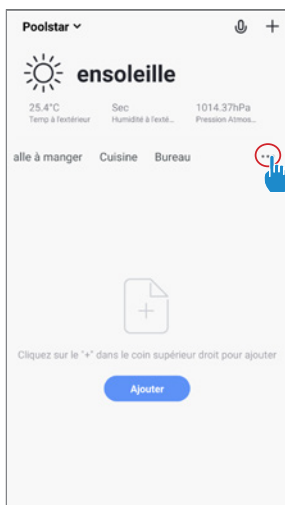 Poolstar
ensoleille
25.4°C Sec 1014.37hPa
Temp à l'extérieur Humidité à l'exté... Pression Atmos...
alle à manger Cuisine Bureau ...
Cliquez sur le "+" dans le coin supérieur droit pour ajouter
Ajouter